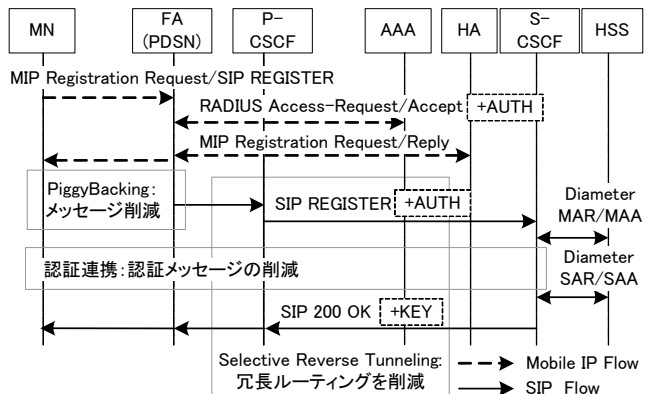 MN
FA
(PDSN)
P-
CSCF
AAA
HA
S-
CSCF
HSS
MIP Registration Request/SIP REGISTER
RADIUS Access-Request/Accept +AUTH
MIP Registration Request/Reply
PiggyBacking:
メッセージ削減
SIP REGISTER +AUTH
Diameter
MAR/MAA
認証連携:認証メッセージの削減
Diameter
SAR/SAA
SIP 200 OK +KEY
Selective Reverse Tunneling:
冗長ルーティングを削減
Mobile IP Flow
SIP Flow